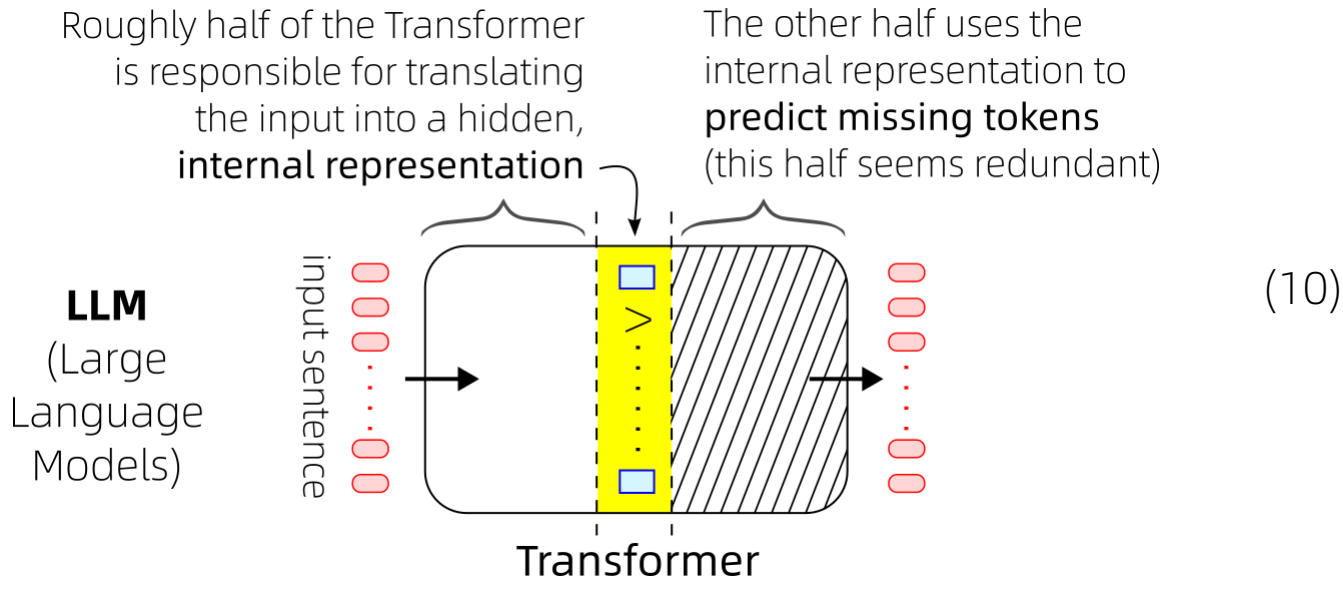 Roughly half of the Transformer
is responsible for translating
the input into a hidden,
internal representation
The other half uses the
internal representation to
predict missing tokens
(this half seems redundant)
LLM
(Large
Language
Models)
input sentence
>
Transformer
(10)